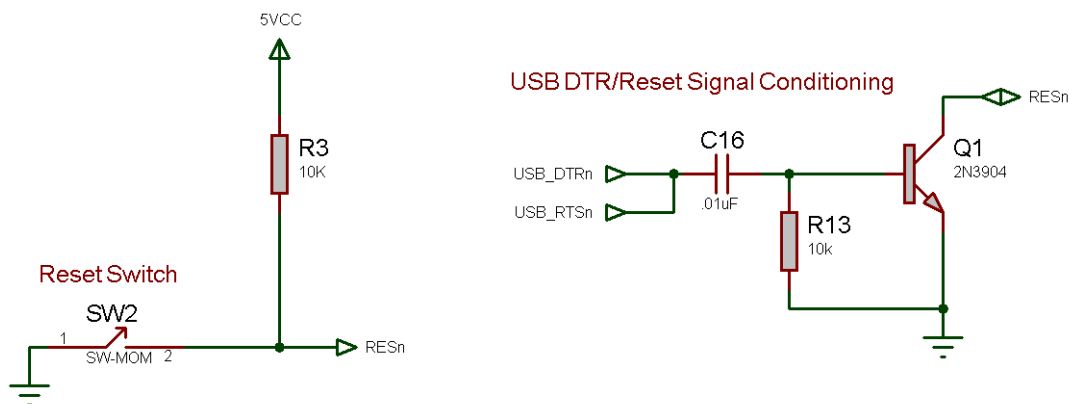 5VCC
R3
10K
Reset Switch
SW2
1
SW-MOM
2
RESn
USB DTR/Reset Signal Conditioning
RESn
C16
Q1
2N3904
USB_DTRn
.01uF
USB_RTSn
R13
10k